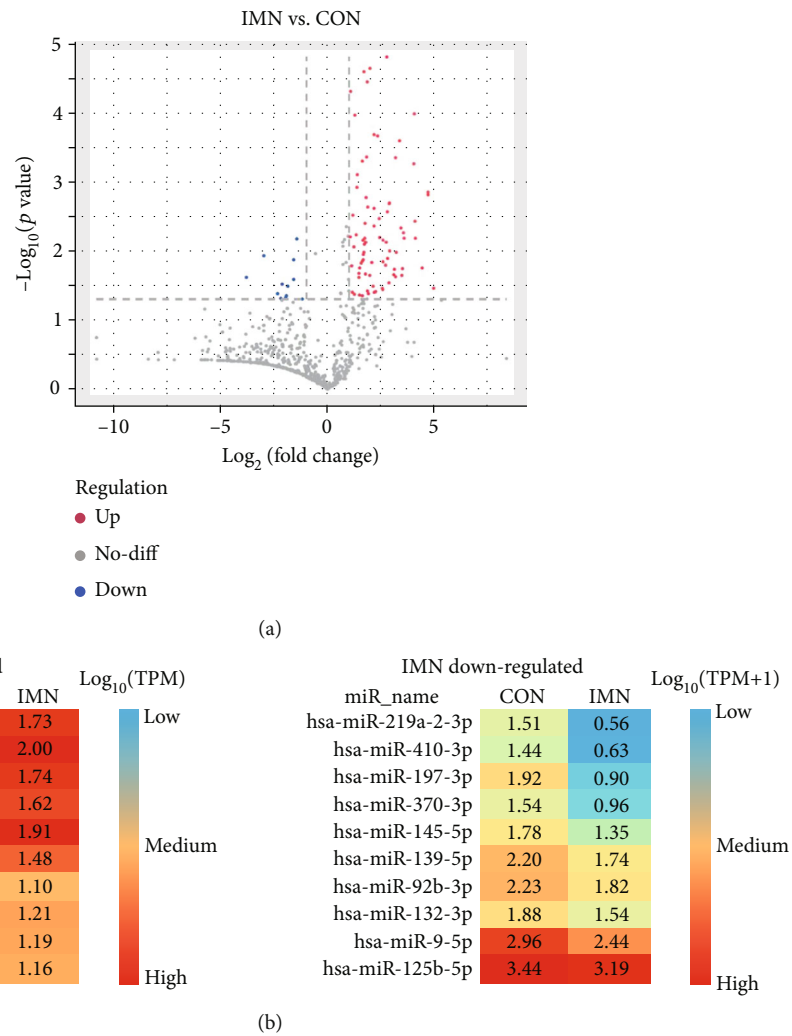 IMN vs. CON
5
4
3
2
1
0
–Log10(p value)
–10 –5 0 5
Log2 (fold change)
Regulation
Up
No-diff
Down
(a)
IMN
1.73
2.00
1.74
1.62
1.91
1.48
1.10
1.21
1.19
1.16
Log10(TPM)
Low
Medium
High
IMN down-regulated
miR_name CON IMN
hsa-miR-219a-2-3p 1.51 0.56
hsa-miR-410-3p 1.44 0.63
hsa-miR-197-3p 1.92 0.90
hsa-miR-370-3p 1.54 0.96
hsa-miR-145-5p 1.78 1.35
hsa-miR-139-5p 2.20 1.74
hsa-miR-92b-3p 2.23 1.82
hsa-miR-132-3p 1.88 1.54
hsa-miR-9-5p 2.96 2.44
hsa-miR-125b-5p 3.44 3.19
Log10(TPM+1)
Low
Medium
High
(b)